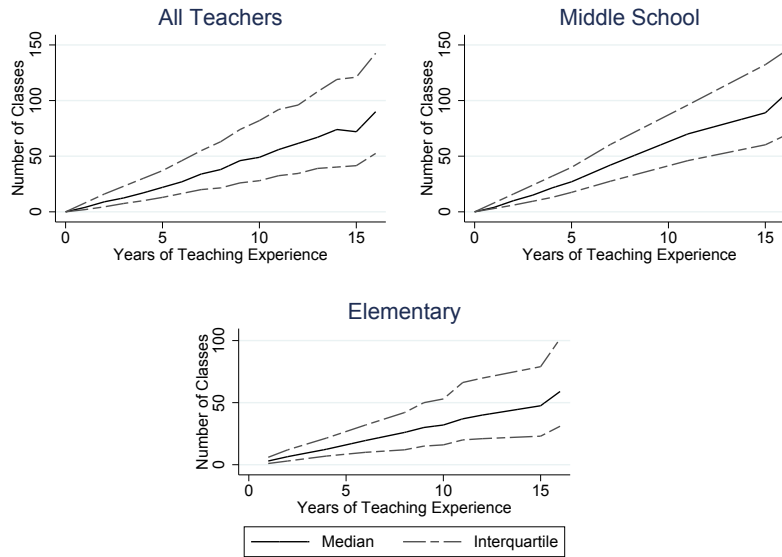 All Teachers
Number of Classes
150
100
50
0
0 5 10 15
Years of Teaching Experience
Middle School
Number of Classes
150
100
50
0
0 5 10 15
Years of Teaching Experience
Elementary
Number of Classes
100
50
0
0 5 10 15
Years of Teaching Experience
Median Interquartile